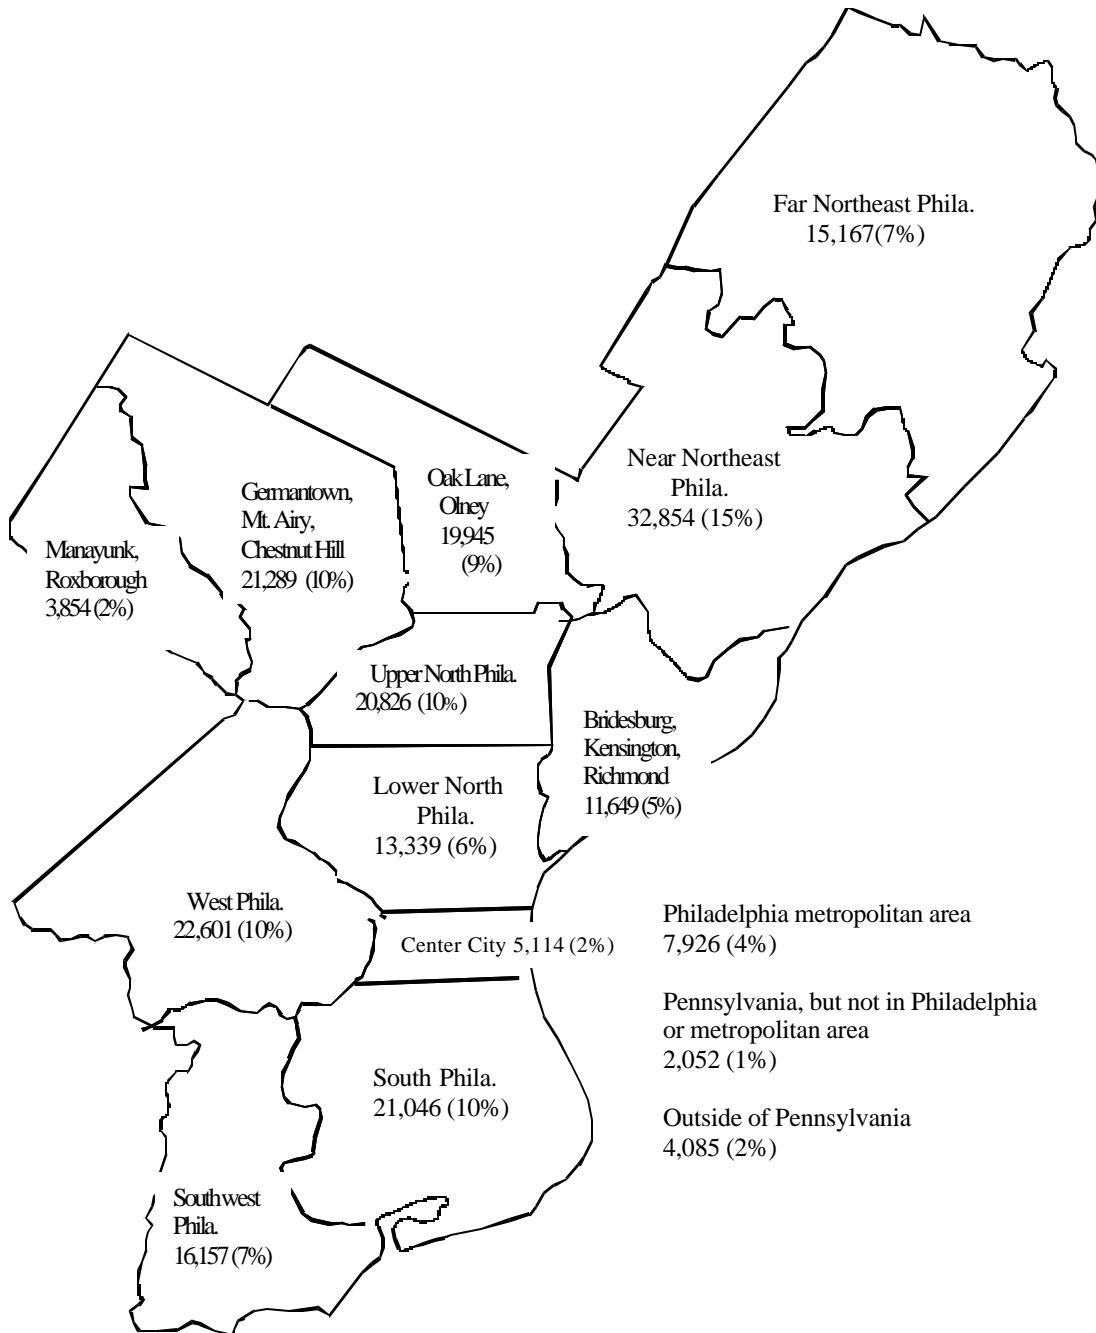 Far Northeast Phila.
15,167(7%)
Near Northeast
Phila.
32,854 (15%)
Oak Lane,
Olney
19,945
(9%)
Germantown,
Mt. Airy,
Chestnut Hill
21,289 (10%)
Manayunk,
Roxborough
3,854 (2%)
Upper North Phila.
20,826 (10%)
Bridesburg,
Kensington,
Richmond
11,649 (5%)
Lower North
Phila.
13,339 (6%)
West Phila.
22,601 (10%)
Center City 5,114 (2%)
Philadelphia metropolitan area
7,926 (4%)
Pennsylvania, but not in Philadelphia
or metropolitan area
2,052 (1%)
South Phila.
21,046 (10%)
Outside of Pennsylvania
4,085 (2%)
Southwest
Phila.
16,157 (7%)